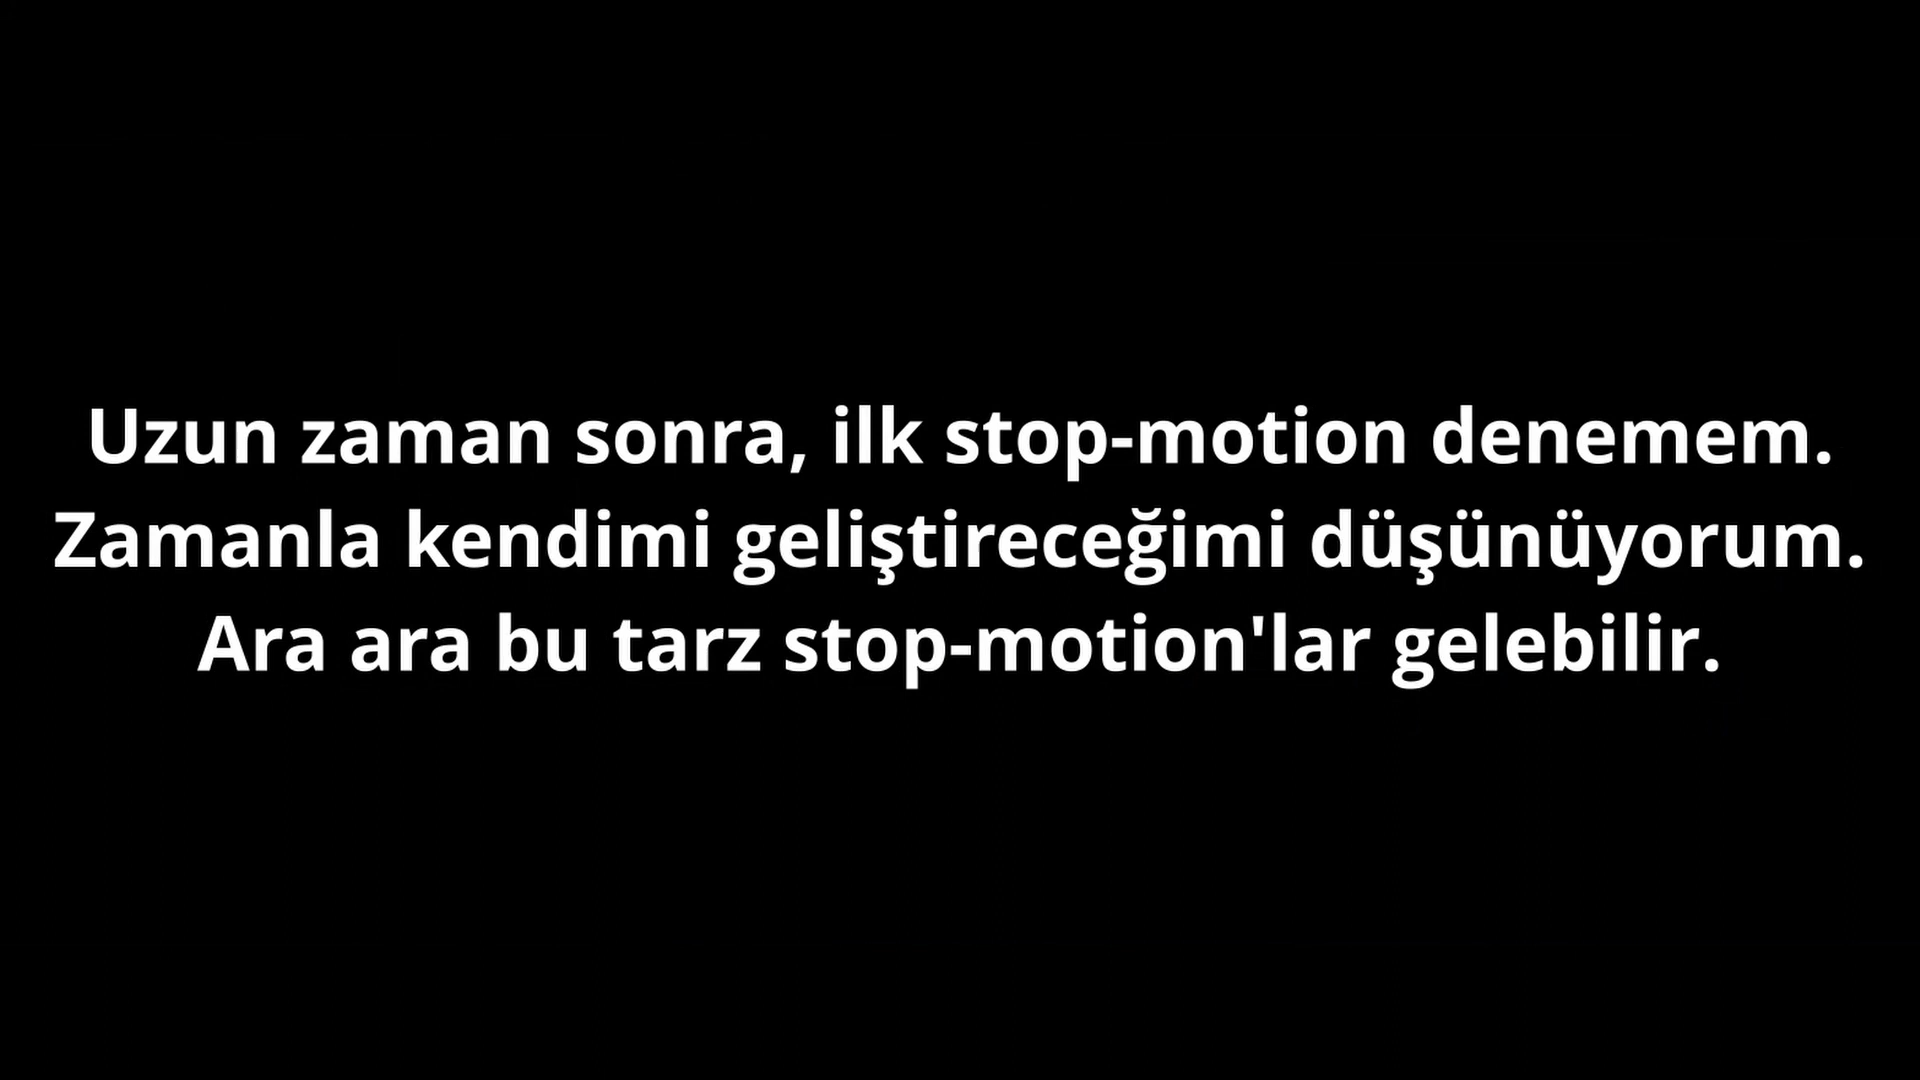 Uzun zaman sonra, ilk stop-motion denemem.
Zamanla kendimi geliştireceğimi düşünüyorum.
Ara ara bu tarz stop-motion'lar gelebilir.